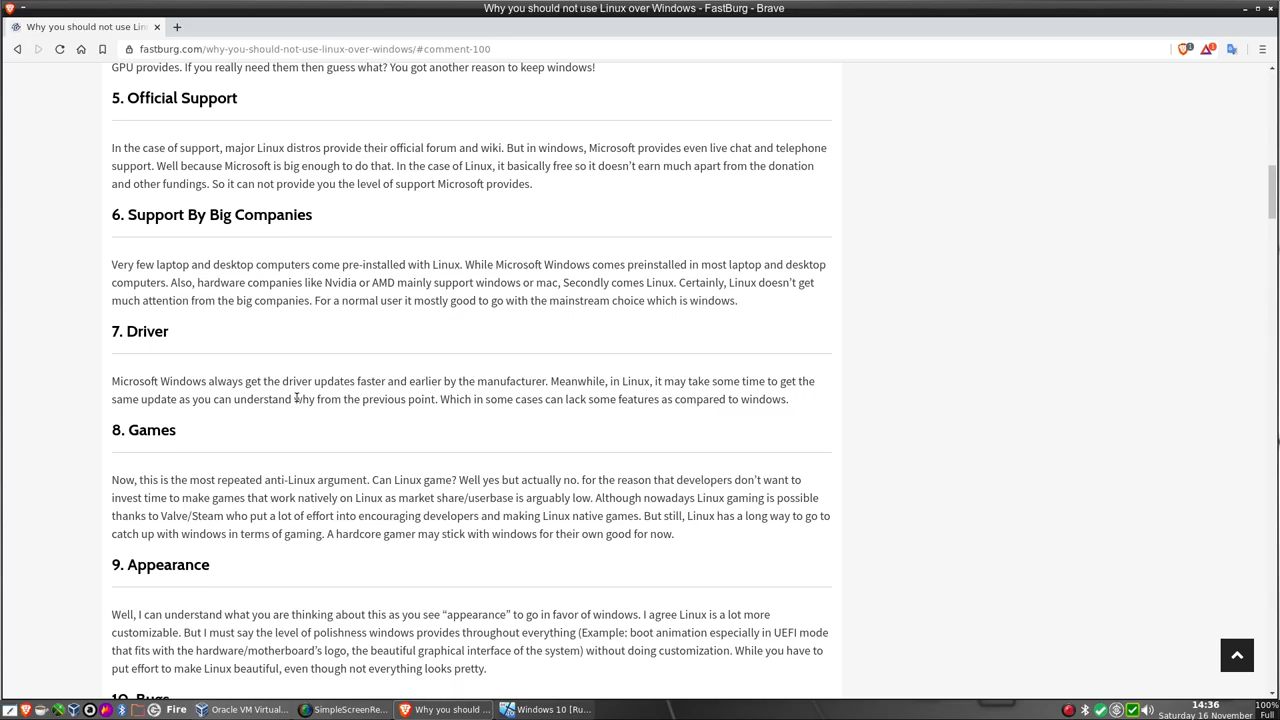 Why you should not use Linux over Windows - FastBurg - Brave
Why you should not use Lin
fastburg.com/why-you-should-not-use-linux-over-windows/#comment-100
GPU provides. If you really need them then guess what? You got another reason to keep windows!
5. Official Support
In the case of support, major Linux distros provide their official forum and wiki. But in windows, Microsoft provides even live chat and telephone
support. Well because Microsoft is big enough to do that. In the case of Linux, it basically free so it doesn't earn much apart from the donation
and other fundings. So it can not provide you the level of support Microsoft provides.
6. Support By Big Companies
Very few laptop and desktop computers come pre-installed with Linux. While Microsoft Windows comes preinstalled in most laptop and desktop
computers. Also, hardware companies like Nvidia or AMD mainly support windows or mac, Secondly comes Linux. Certainly, Linux doesn't get
much attention from the big companies. For a normal user it mostly good to go with the mainstream choice which is windows.
7. Driver
Microsoft Windows always get the driver updates faster and earlier by the manufacturer. Meanwhile, in Linux, it may take some time to get the
same update as you can understand why from the previous point. Which in some cases can lack some features as compared to windows.
8. Games
Now, this is the most repeated anti-Linux argument. Can Linux game? Well yes but actually no. for the reason that developers don't want to
invest time to make games that work natively on Linux as market share/userbase is arguably low. Although nowadays Linux gaming is possible
thanks to Valve/Steam who put a lot of effort into encouraging developers and making Linux native games. But still, Linux has a long way to go to
catch up with windows in terms of gaming. A hardcore gamer may stick with windows for their own good for now.
9. Appearance
Well, I can understand what you are thinking about this as you see “appearance” to go in favor of windows. I agree Linux is a lot more
customizable. But I must say the level of polishness windows provides throughout everything (Example: boot animation especially in UEFI mode
that fits with the hardware/motherboard's logo, the beautiful graphical interface of the system) without doing customization. While you have to
put effort to make Linux beautiful, even though not everything looks pretty.
10. Bugs
Fire
Oracle VM Virtual...
SimpleScreenRe...
Why you should ...
Windows 10 [Ru...
14:36
Saturday 16 November
100%
Full